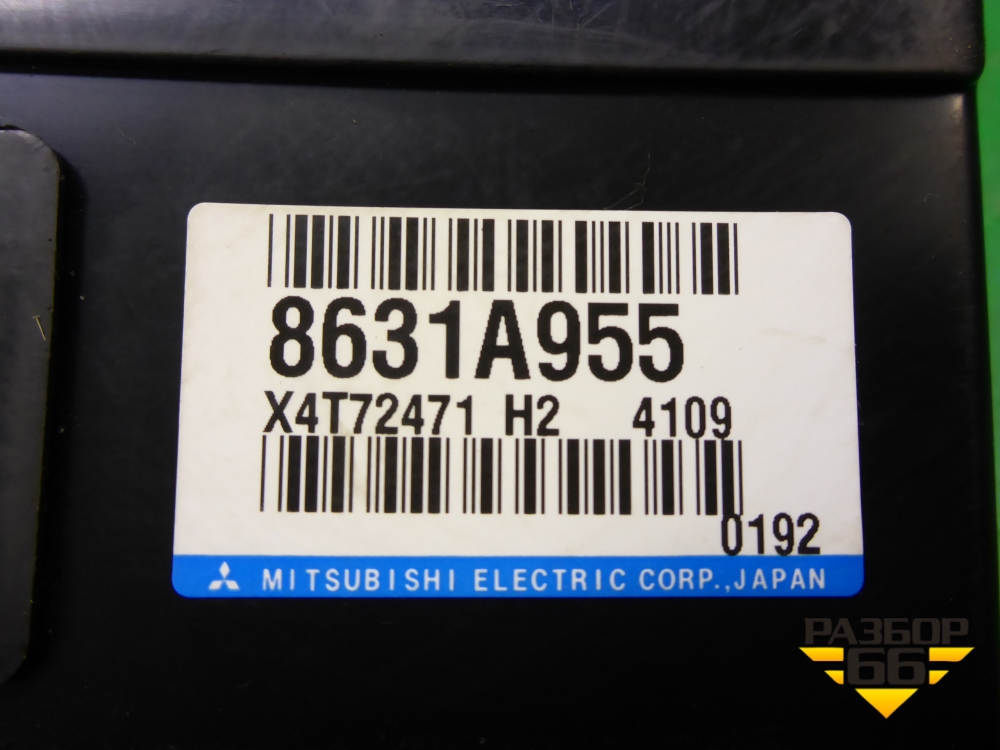 8631A955
X4T72471 H2 4109
0192
MITSUBISHI ELECTRIC CORP.,JAPAN
РАЗБОР
66